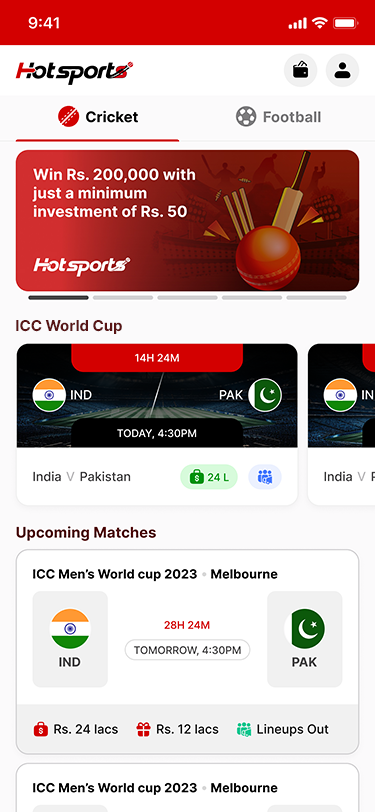 9:41
Hotsports
Cricket
Football
Win Rs. 200,000 with
just a minimum
investment of Rs. 50
Hotsports
ICC World Cup
14H 24M
IND
PAK
TODAY, 4:30PM
India V Pakistan
24 L
IN
India V P
Upcoming Matches
ICC Men’s World cup 2023 • Melbourne
28H 24M
TOMORROW, 4:30PM
IND
PAK
Rs. 24 lacs
Rs. 12 lacs
Lineups Out
ICC Men’s World cup 2023 • Melbourne